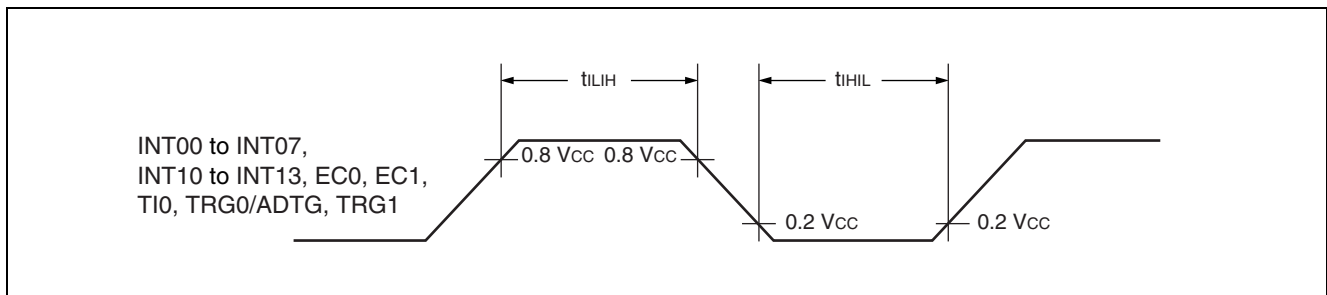 tILIH
tIHIL
INT00 to INT07,
INT10 to INT13, EC0, EC1,
TI0, TRG0/ADTG, TRG1
0.8 VCC 0.8 VCC
0.2 VCC
0.2 VCC